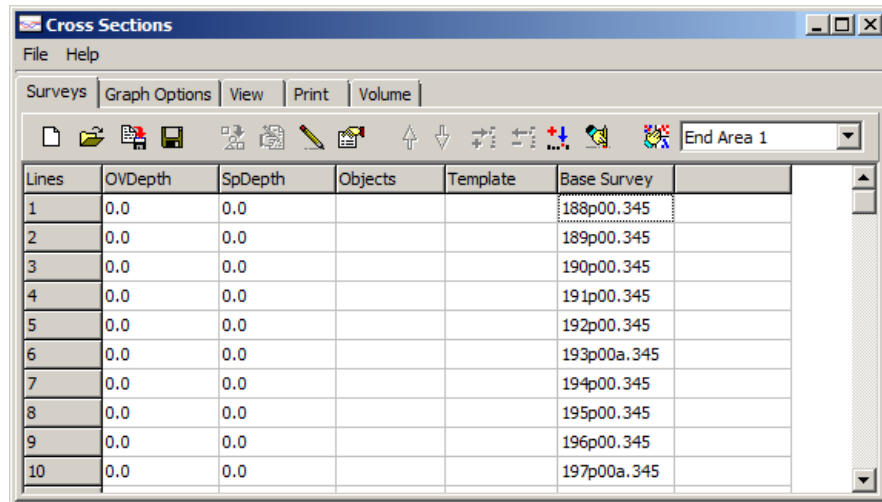 Cross Sections
File Help
Surveys Graph Options View Print Volume
End Area 1
Lines OVDepth SpDepth Objects Template Base Survey
1 0.0 0.0 188p00.345
2 0.0 0.0 189p00.345
3 0.0 0.0 190p00.345
4 0.0 0.0 191p00.345
5 0.0 0.0 192p00.345
6 0.0 0.0 193p00a.345
7 0.0 0.0 194p00.345
8 0.0 0.0 195p00.345
9 0.0 0.0 196p00.345
10 0.0 0.0 197p00a.345